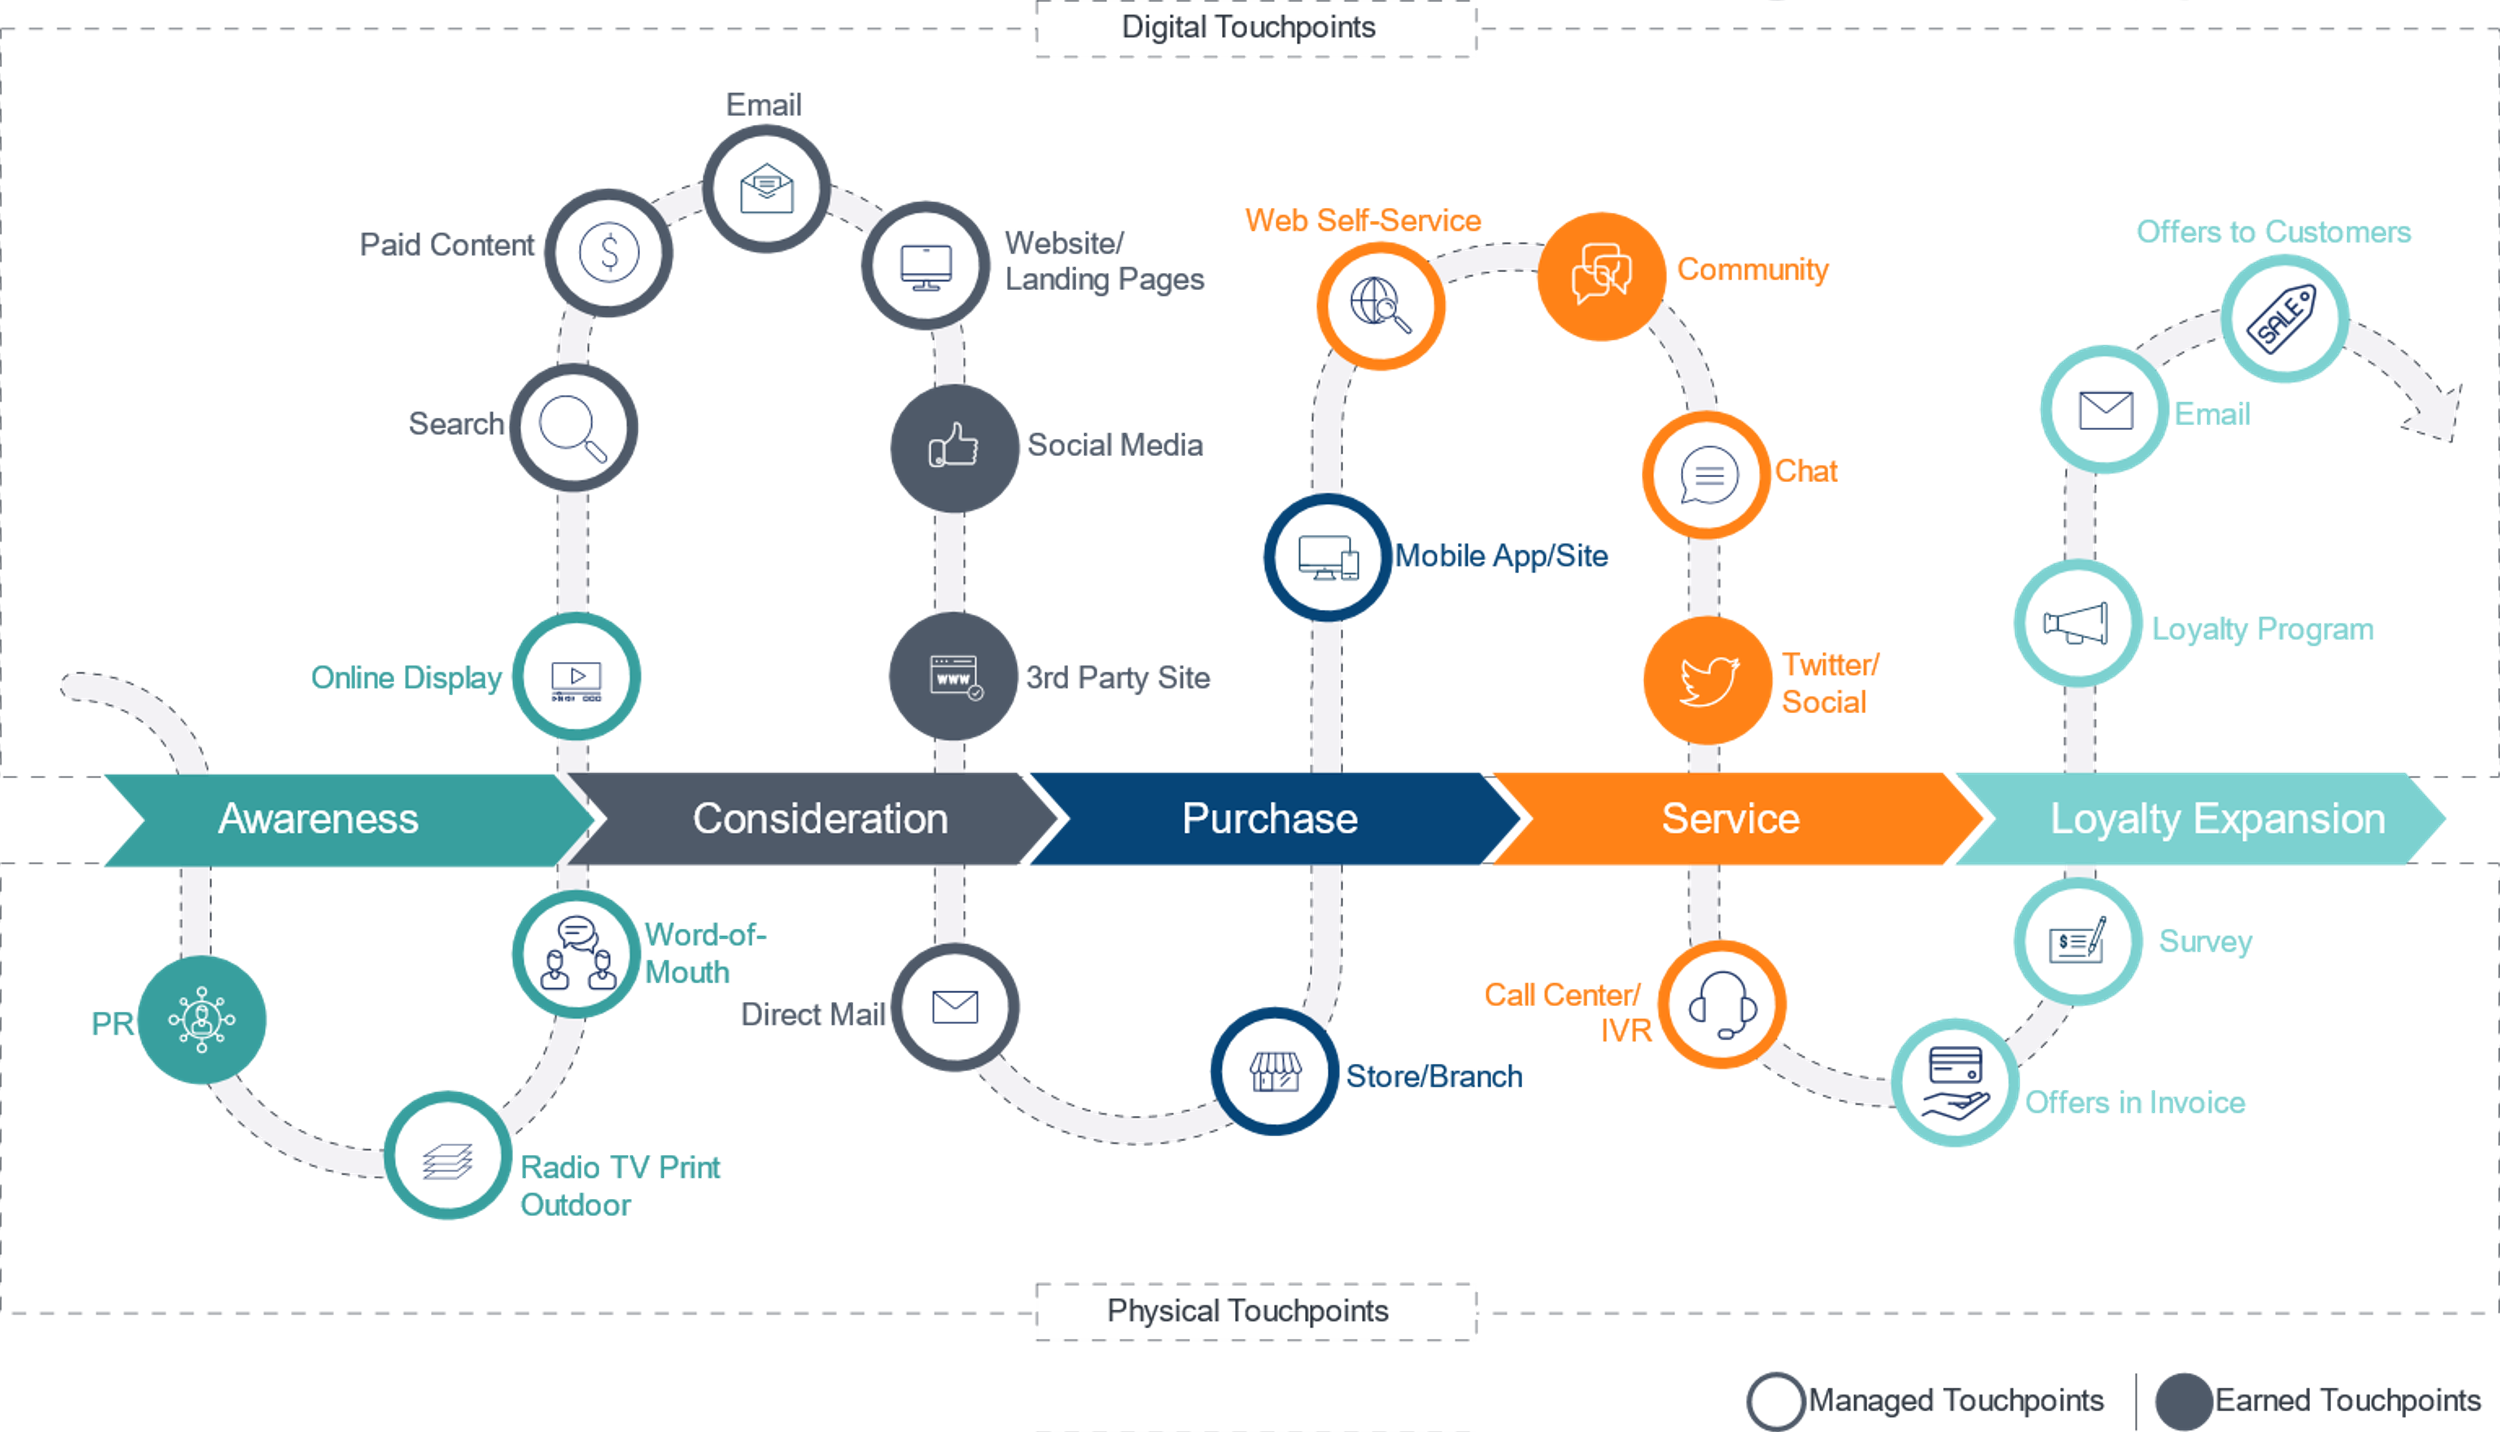 Digital Touchpoints
Email
Paid Content
Website/
Landing Pages
Search
Social Media
Online Display
3rd Party Site
WWW
Web Self-Service
Community
Chat
Mobile App/Site
Twitter/
Social
Offers to Customers
SALE
Email
Loyalty Program
Awareness
Consideration
Purchase
Service
Loyalty Expansion
PR
Word-of-
Mouth
Radio TV Print
Outdoor
Direct Mail
Store/Branch
Call Center/
IVR
Survey
Offers in Invoice
Physical Touchpoints
Managed Touchpoints
Earned Touchpoints